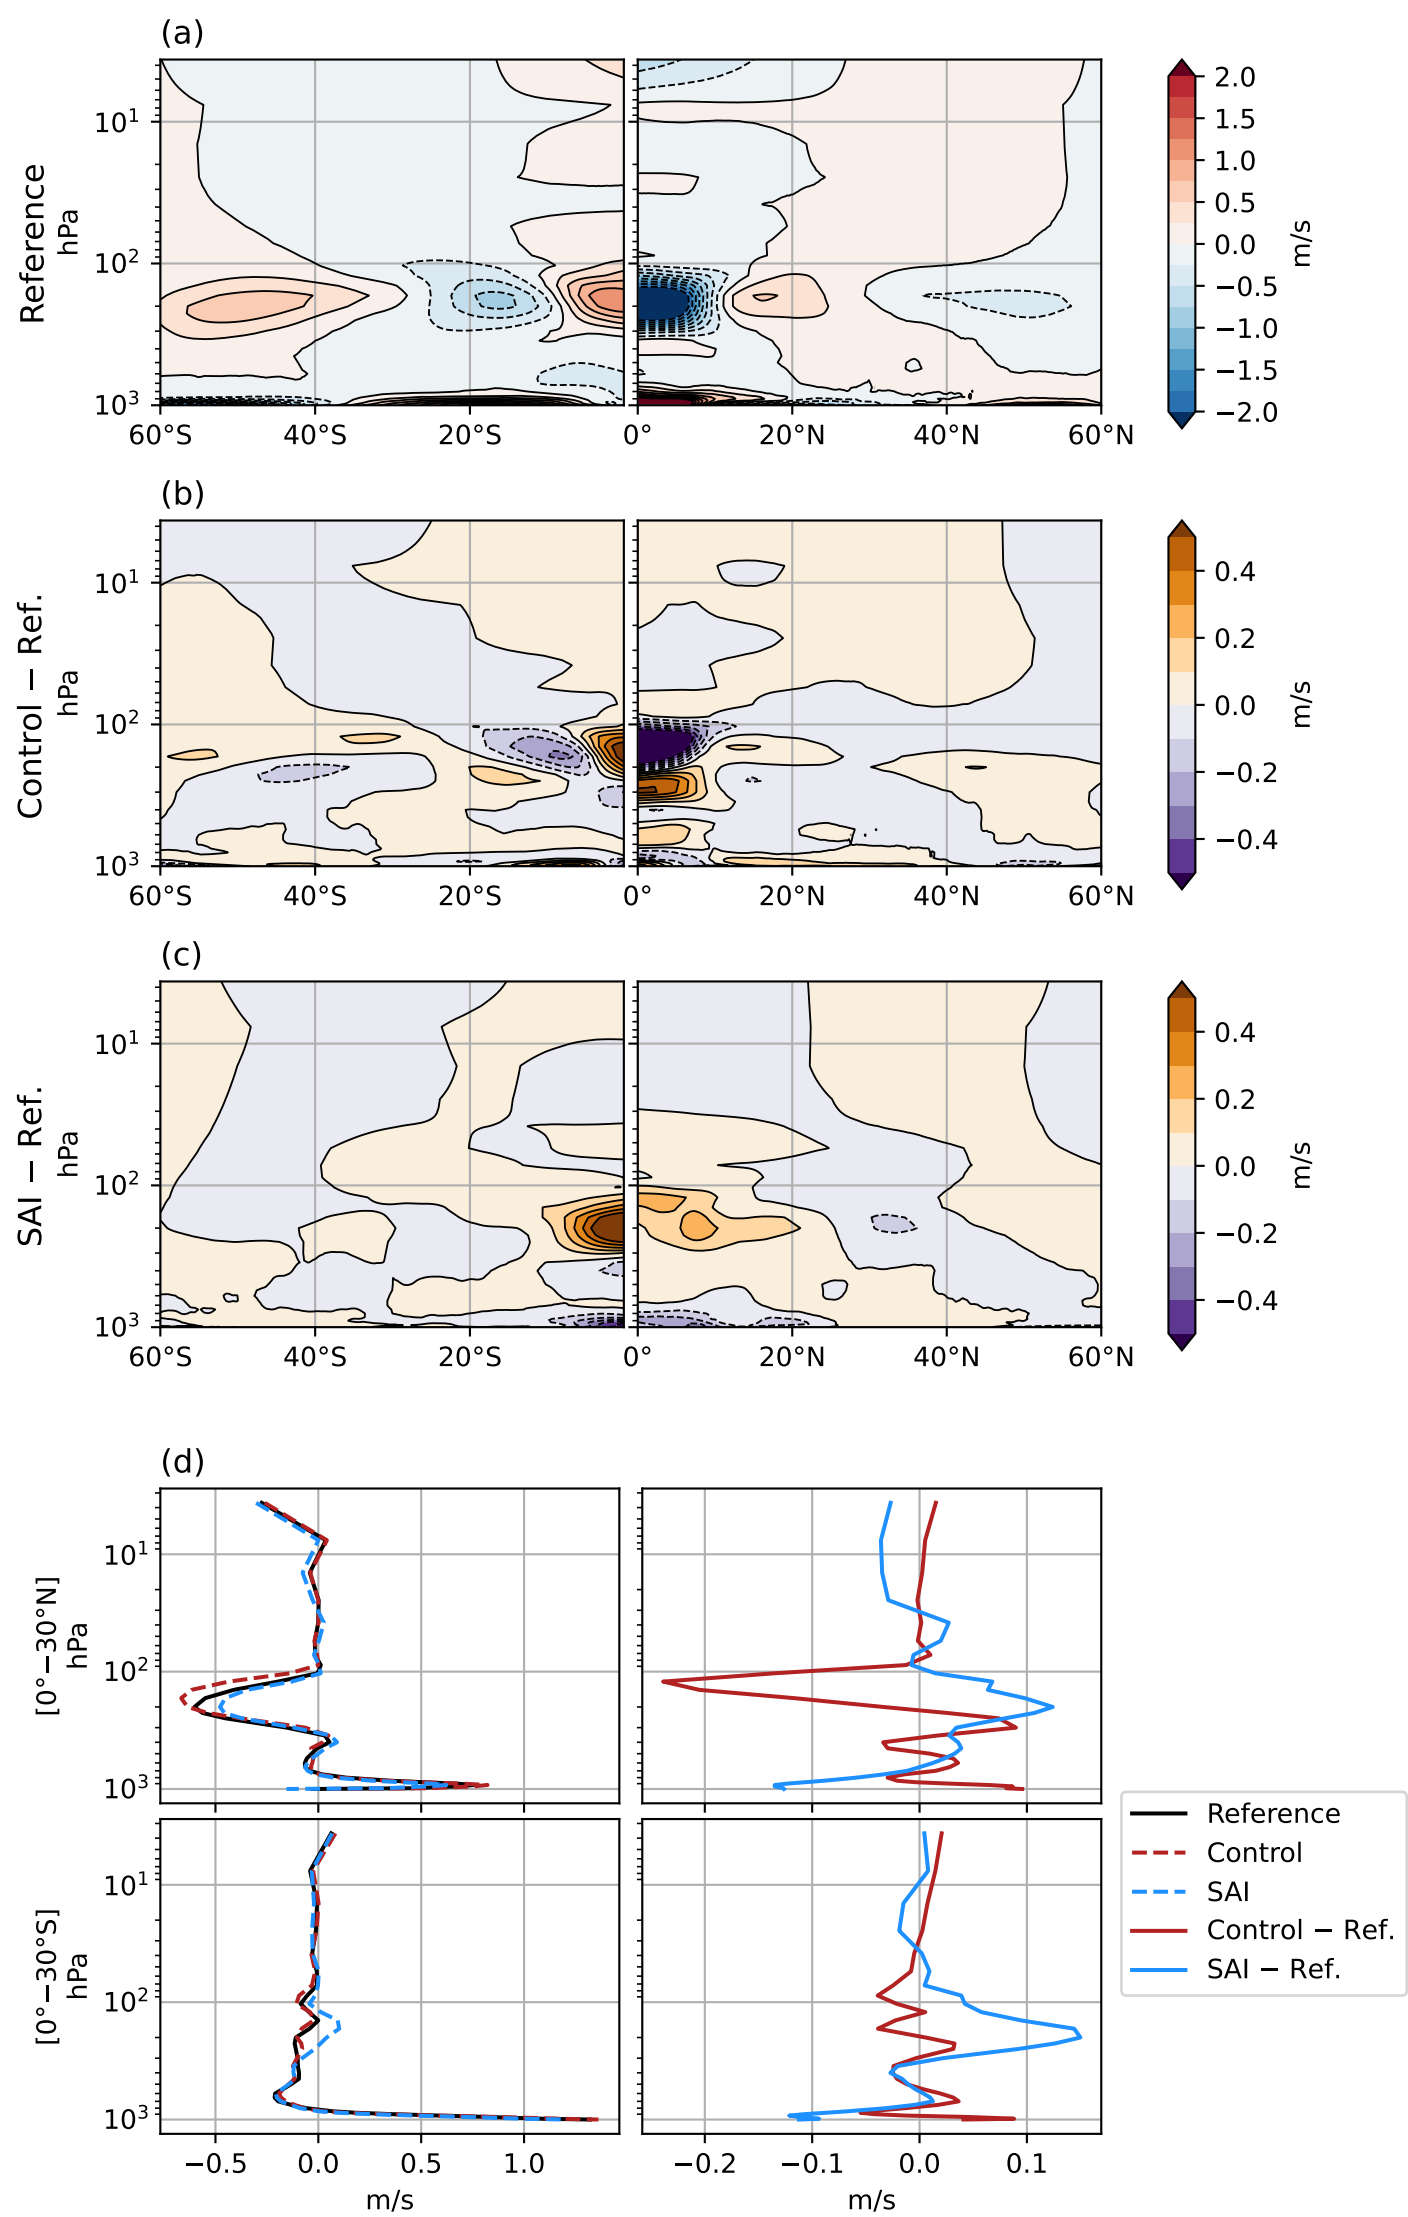 (a)
Reference
hPa
10¹
10²
10³
60°S 40°S 20°S 0° 20°N 40°N 60°N
2.0
1.5
1.0
0.5
0.0
−0.5
−1.0
−1.5
−2.0
m/s
(b)
Control − Ref.
hPa
10¹
10²
10³
60°S 40°S 20°S 0° 20°N 40°N 60°N
0.4
0.2
0.0
−0.2
−0.4
m/s
(c)
SAI − Ref.
hPa
10¹
10²
10³
60°S 40°S 20°S 0° 20°N 40°N 60°N
0.4
0.2
0.0
−0.2
−0.4
m/s
(d)
[0°−30°N]
hPa
10¹
10²
10³
[0°−30°S]
hPa
10¹
10²
10³
−0.5 0.0 0.5 1.0
m/s
−0.2 −0.1 0.0 0.1
m/s
Reference
Control
SAI
Control − Ref.
SAI − Ref.